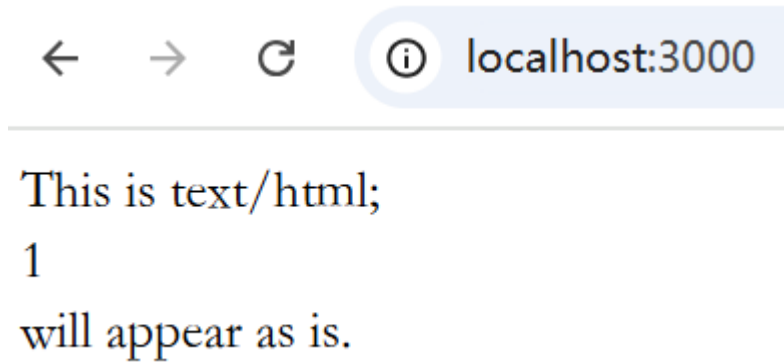 localhost:3000
This is text/html;
1
will appear as is.